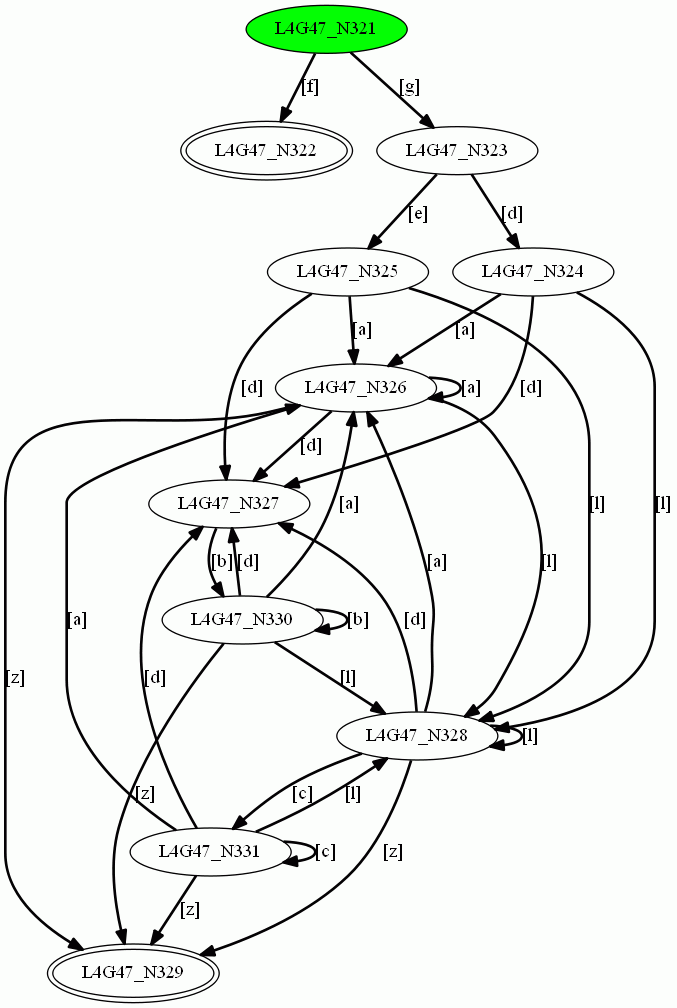 L4G47_N321
[f]
[g]
L4G47_N322
L4G47_N323
[e]
[d]
L4G47_N325
L4G47_N324
[a]
[a]
[d]
L4G47_N326
[a]
[d]
[d]
L4G47_N327
[a]
[l]
[l]
[b]
[d]
[a]
[l]
L4G47_N330
[a]
[b]
[d]
[z]
[d]
[l]
L4G47_N328
[l]
[z]
[c]
[l]
L4G47_N331
[c]
[z]
[z]
L4G47_N329